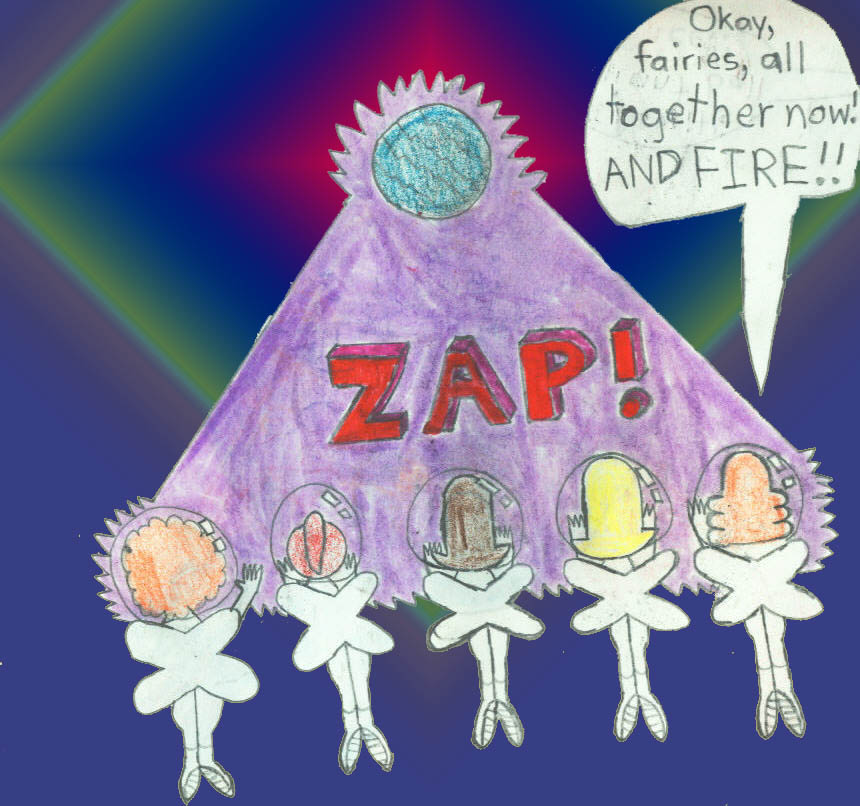 Okay,
fairies, all
together now!
AND FIRE!!
ZAP!